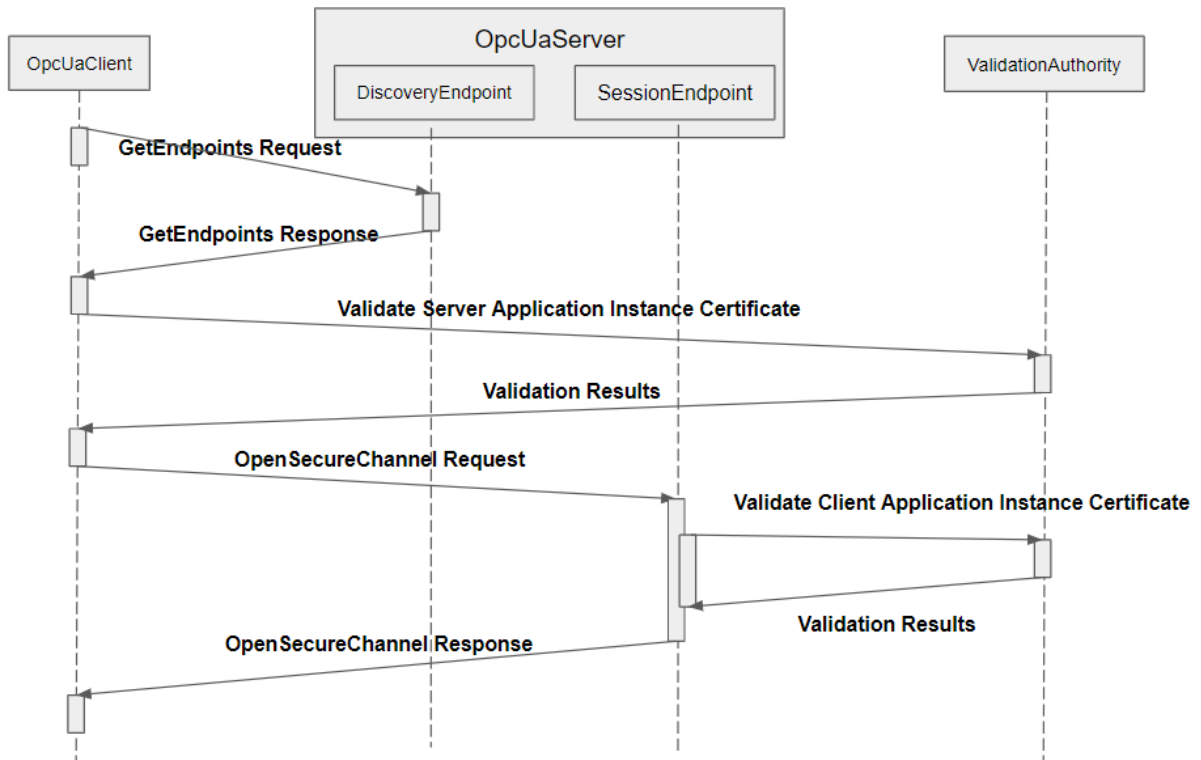 OpcUaServer
OpcUaClient
DiscoveryEndpoint
SessionEndpoint
ValidationAuthority
GetEndpoints Request
GetEndpoints Response
Validate Server Application Instance Certificate
Validation Results
OpenSecureChannel Request
Validate Client Application Instance Certificate
Validation Results
OpenSecureChannel Response